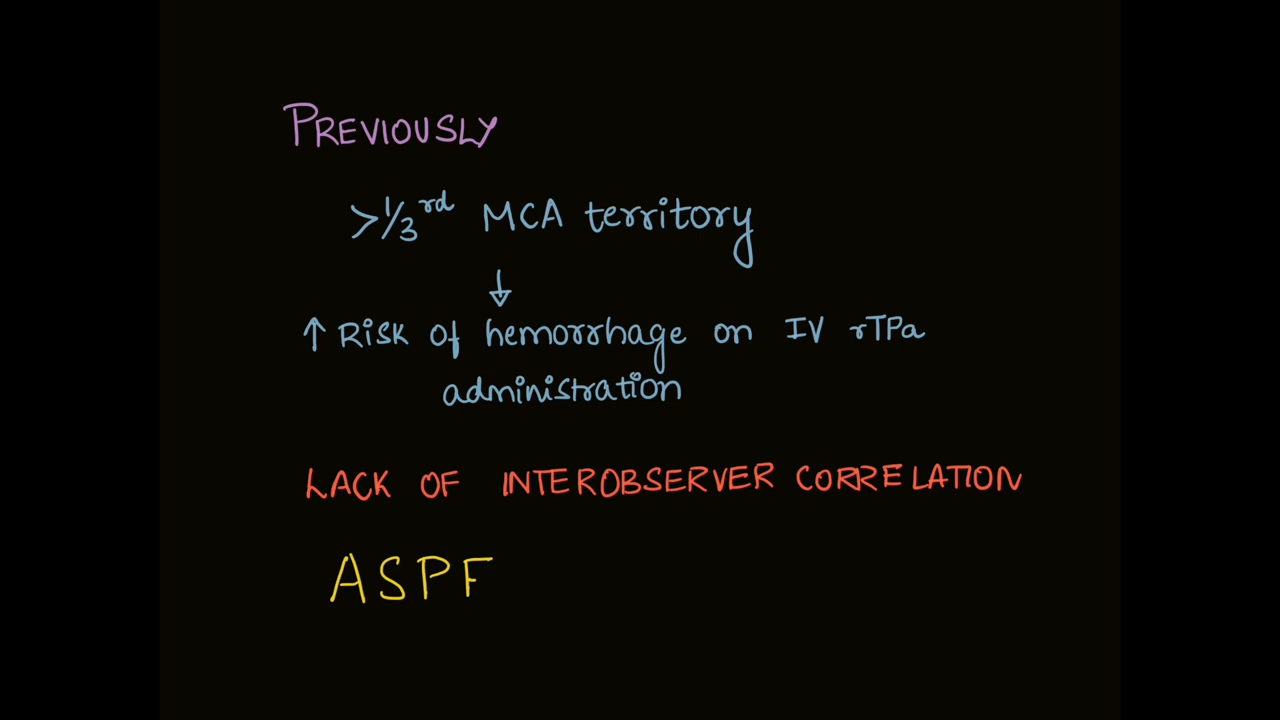 PREVIOUSLY
>1/3rd MCA territory
↓
↑ RiSK of hemorrhage on IV rTPa
administration
LACK OF INTEROBSERVER CORRELATION
ASPF